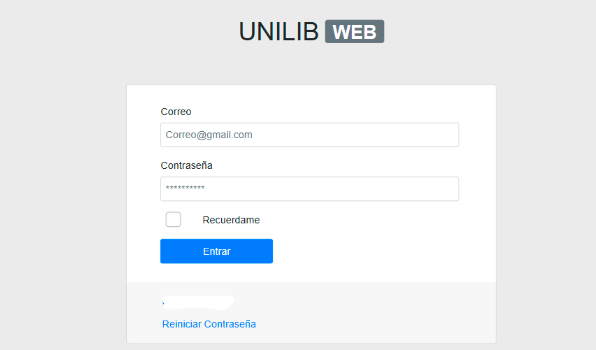 UNILIB WEB
Correo
Correo@gmail.com
Contraseña
**********
Recuerdame
Entrar
Reiniciar Contraseña